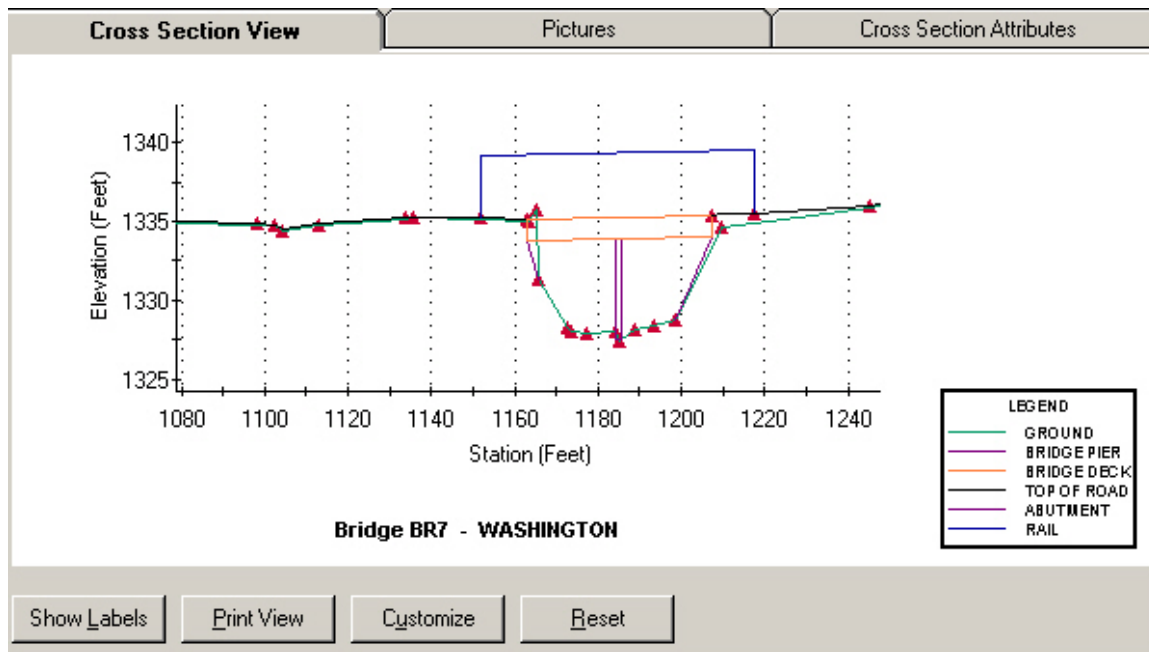 Cross Section View Pictures Cross Section Attributes
1340
1335
1330
1325
Elevation (Feet)
1080 1100 1120 1140 1160 1180 1200 1220 1240
Station (Feet)
Bridge BR7 - WASHINGTON
LEGEND
GROUND
BRIDGE PIER
BRIDGE DECK
TOP OF ROAD
ABUTMENT
RAIL
Show Labels Print View Customize Reset